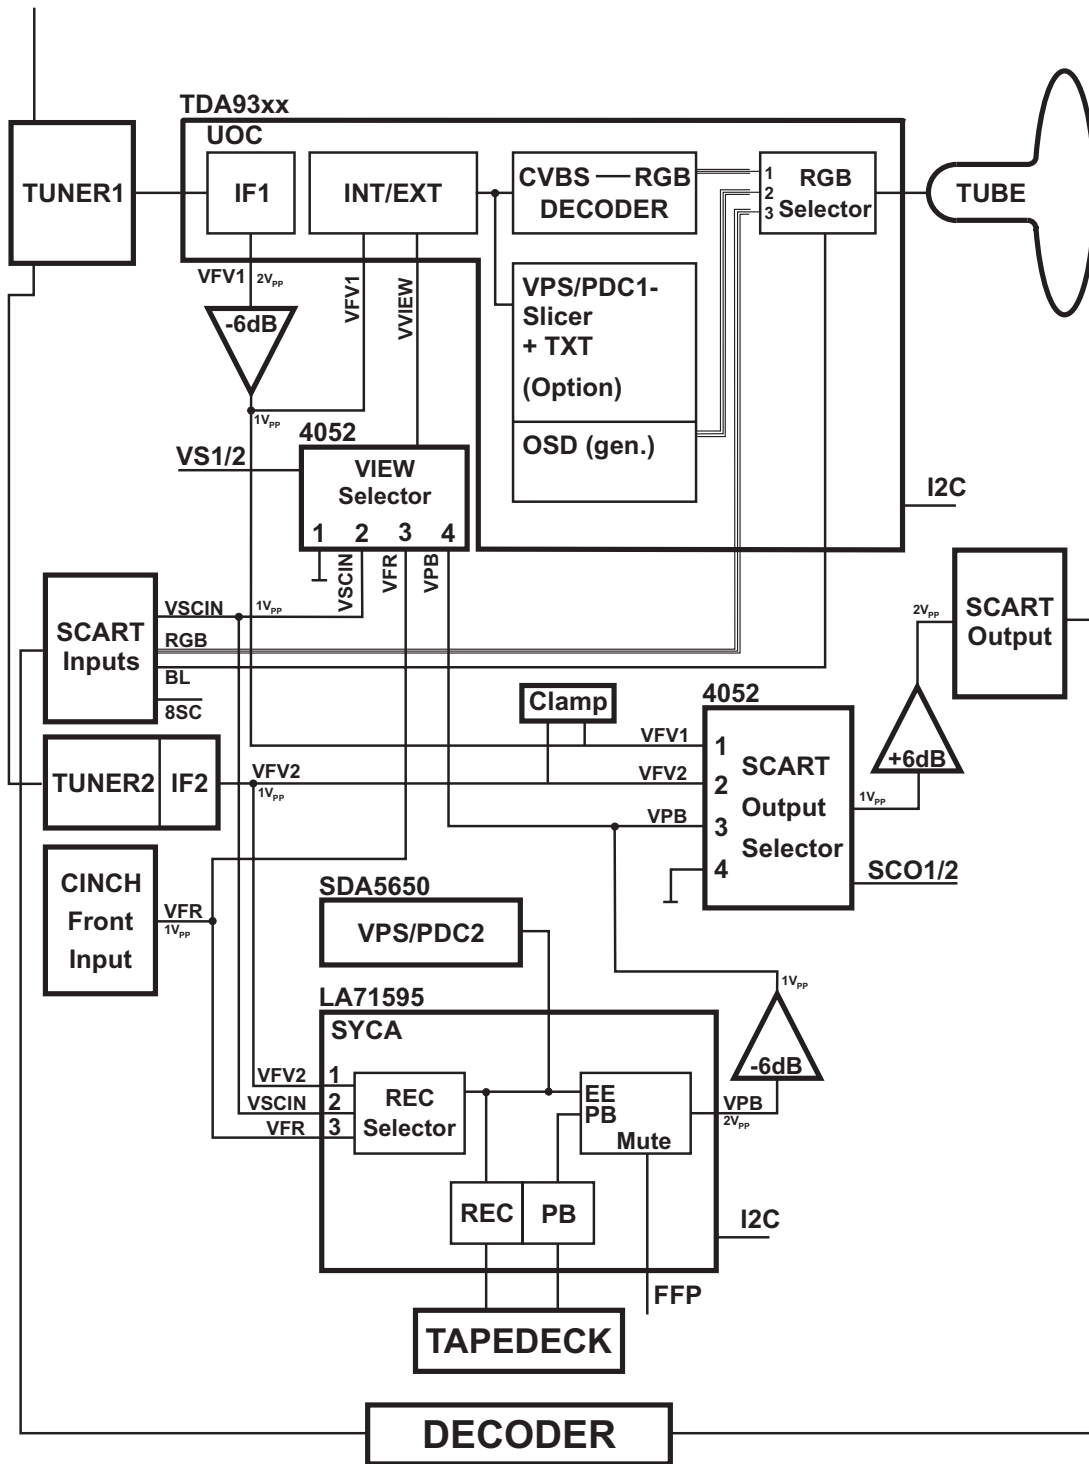 TDA93xx
UOC
TUNER1
IF1
INT/EXT
CVBS — RGB
DECODER
1
2
3
RGB
Selector
TUBE
VFV1
2VPP
VFV1
VVIEW
-6dB
VPS/PDC1-
Slicer
+ TXT
(Option)
OSD (gen.)
1VPP
4052
VS1/2
VIEW
Selector
1 2 3 4
I2C
VSCIN
VFR
VPB
SCART
Inputs
VSCIN
1VPP
RGB
BL
8SC
2VPP
SCART
Output
Clamp
4052
VFV1
VFV2
VPB
1
2
3
4
SCART
Output
Selector
+6dB
1VPP
SCO1/2
TUNER2
IF2
VFV2
1VPP
CINCH
Front
Input
VFR
1VPP
SDA5650
VPS/PDC2
LA71595
SYCA
1VPP
-6dB
VFV2
VSCIN
VFR
1
2
3
REC
Selector
EE
PB
Mute
VPB
2VPP
REC
PB
I2C
FFP
TAPEDECK
DECODER